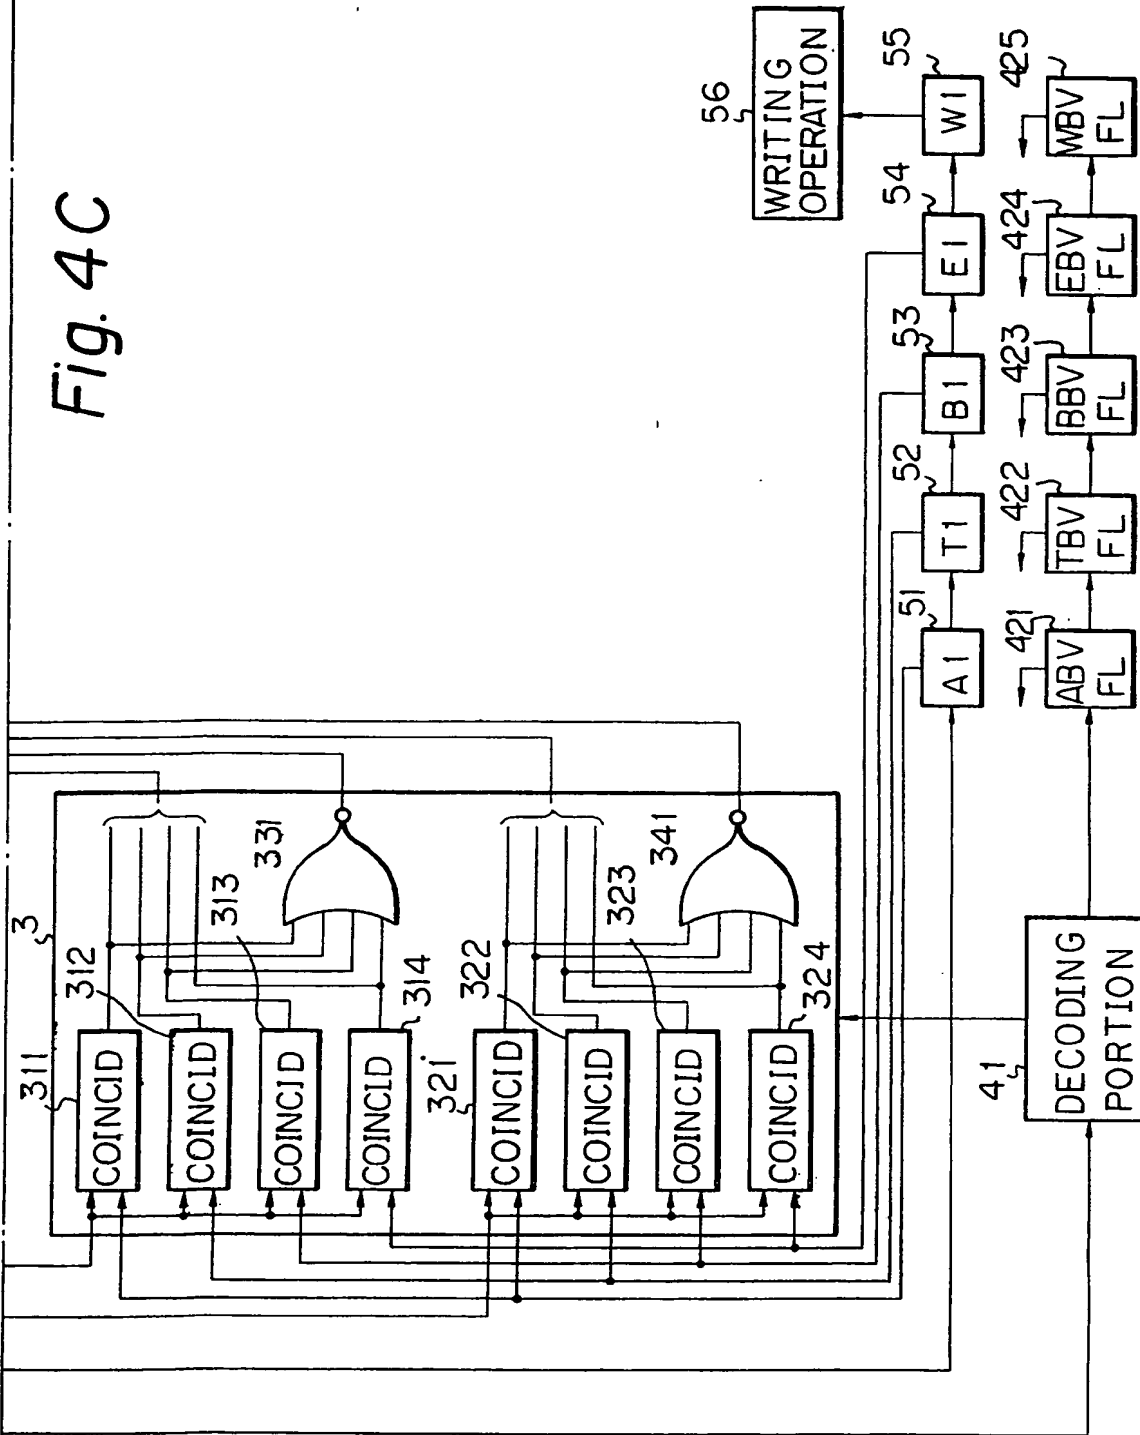 Fig. 4C
3
311
COINCID
312
COINCID
313
COINCID
314
COINCID
331
321
COINCID
322
COINCID
323
COINCID
324
COINCID
341
56
WRITING
OPERATION
51
A1
52
T1
53
B1
54
E1
55
W1
41
DECODING
PORTION
421
ABV
FL
422
TBV
FL
423
BBV
FL
424
EBV
FL
425
WBV
FL